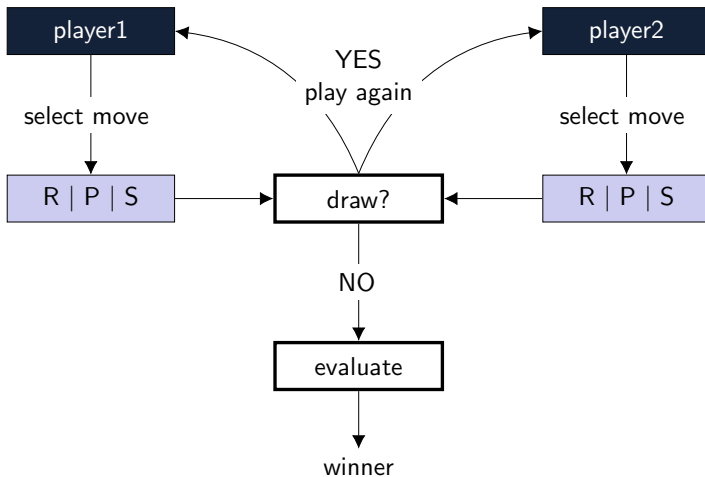 player1
player2
YES
play again
select move
select move
R | P | S
draw?
R | P | S
NO
evaluate
winner